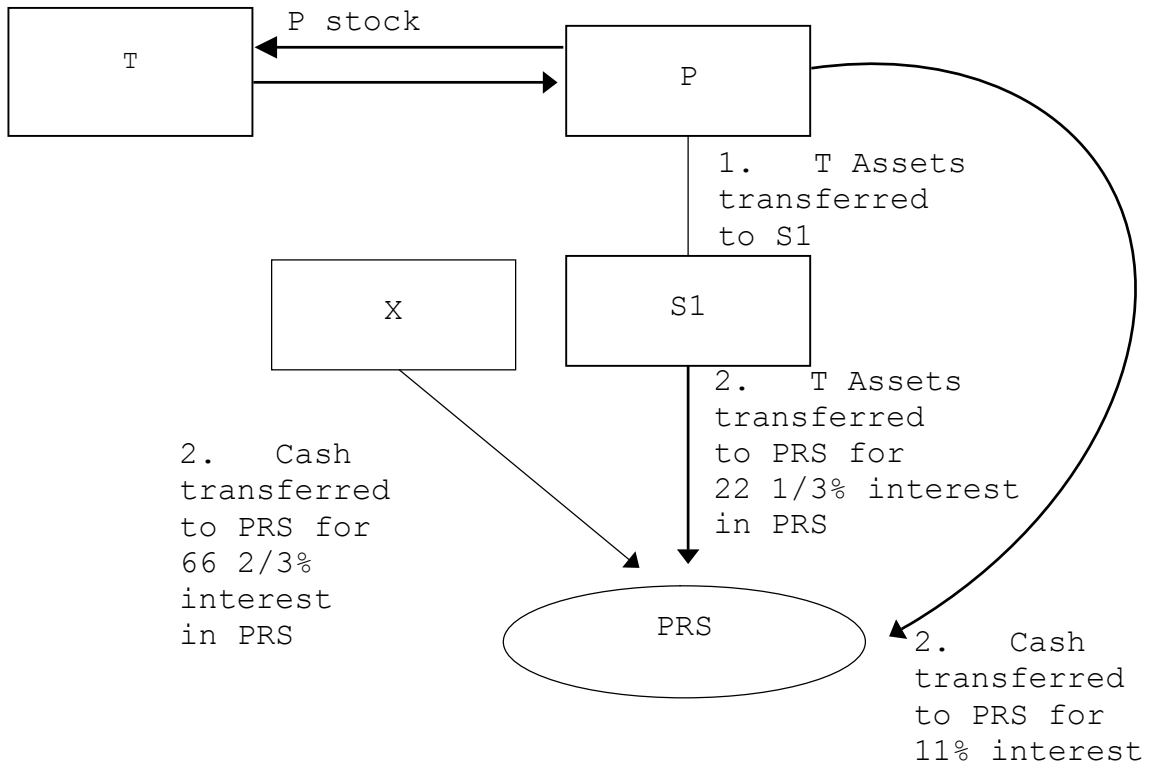 P stock
T
P
1. T Assets
transferred
to S1
X
S1
2. T Assets
transferred
to PRS for
22 1/3% interest
in PRS
2. Cash
transferred
to PRS for
66 2/3%
interest
in PRS
PRS
2. Cash
transferred
to PRS for
11% interest